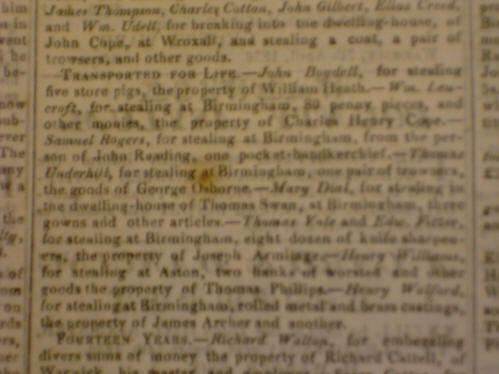 James Thompson, Charles Cotton, John Gilbert, Elias Creed,
and Wm. Udell, for breaking into the dwelling-house, of
John Cope, at Wroxall, and stealing a coat, a pair of
trowsers, and other goods.
TRANSPORTED FOR LIFE.—John Boydell, for stealing
five store pigs, the property of William Heath.—Wm. Lea-
croft, for stealing at Birmingham, 80 penny pieces, and
other monies, the property of Charles Henry Cope.—
Samuel Rogers, for stealing at Birmingham, from the per-
son of John Reading, one pocket-handkerchief.—Thomas
Underhill, for stealing at Birmingham, one pair of trowsers,
the goods of George Osborne.—Mary Dial, for stealing in
the dwelling-house of Thomas Swan, at Birmingham, three
gowns and other articles.—Thomas Vale and Edw. 
for stealing at Birmingham, eight dozen of knife sharpen-
ers, the property of Joseph Arminge.—Henry Williams,
for stealing at Aston, two hanks of worsted and other
goods the property of Thomas Phillips.—Henry Welford,
for stealing at Birmingham, rolled metal and brass castings,
the property of James Archer and another.
FOURTEEN YEARS.—Richard Walton, for embezzling
divers sums of money the property of Richard Cattell, of
Warwick, his master and